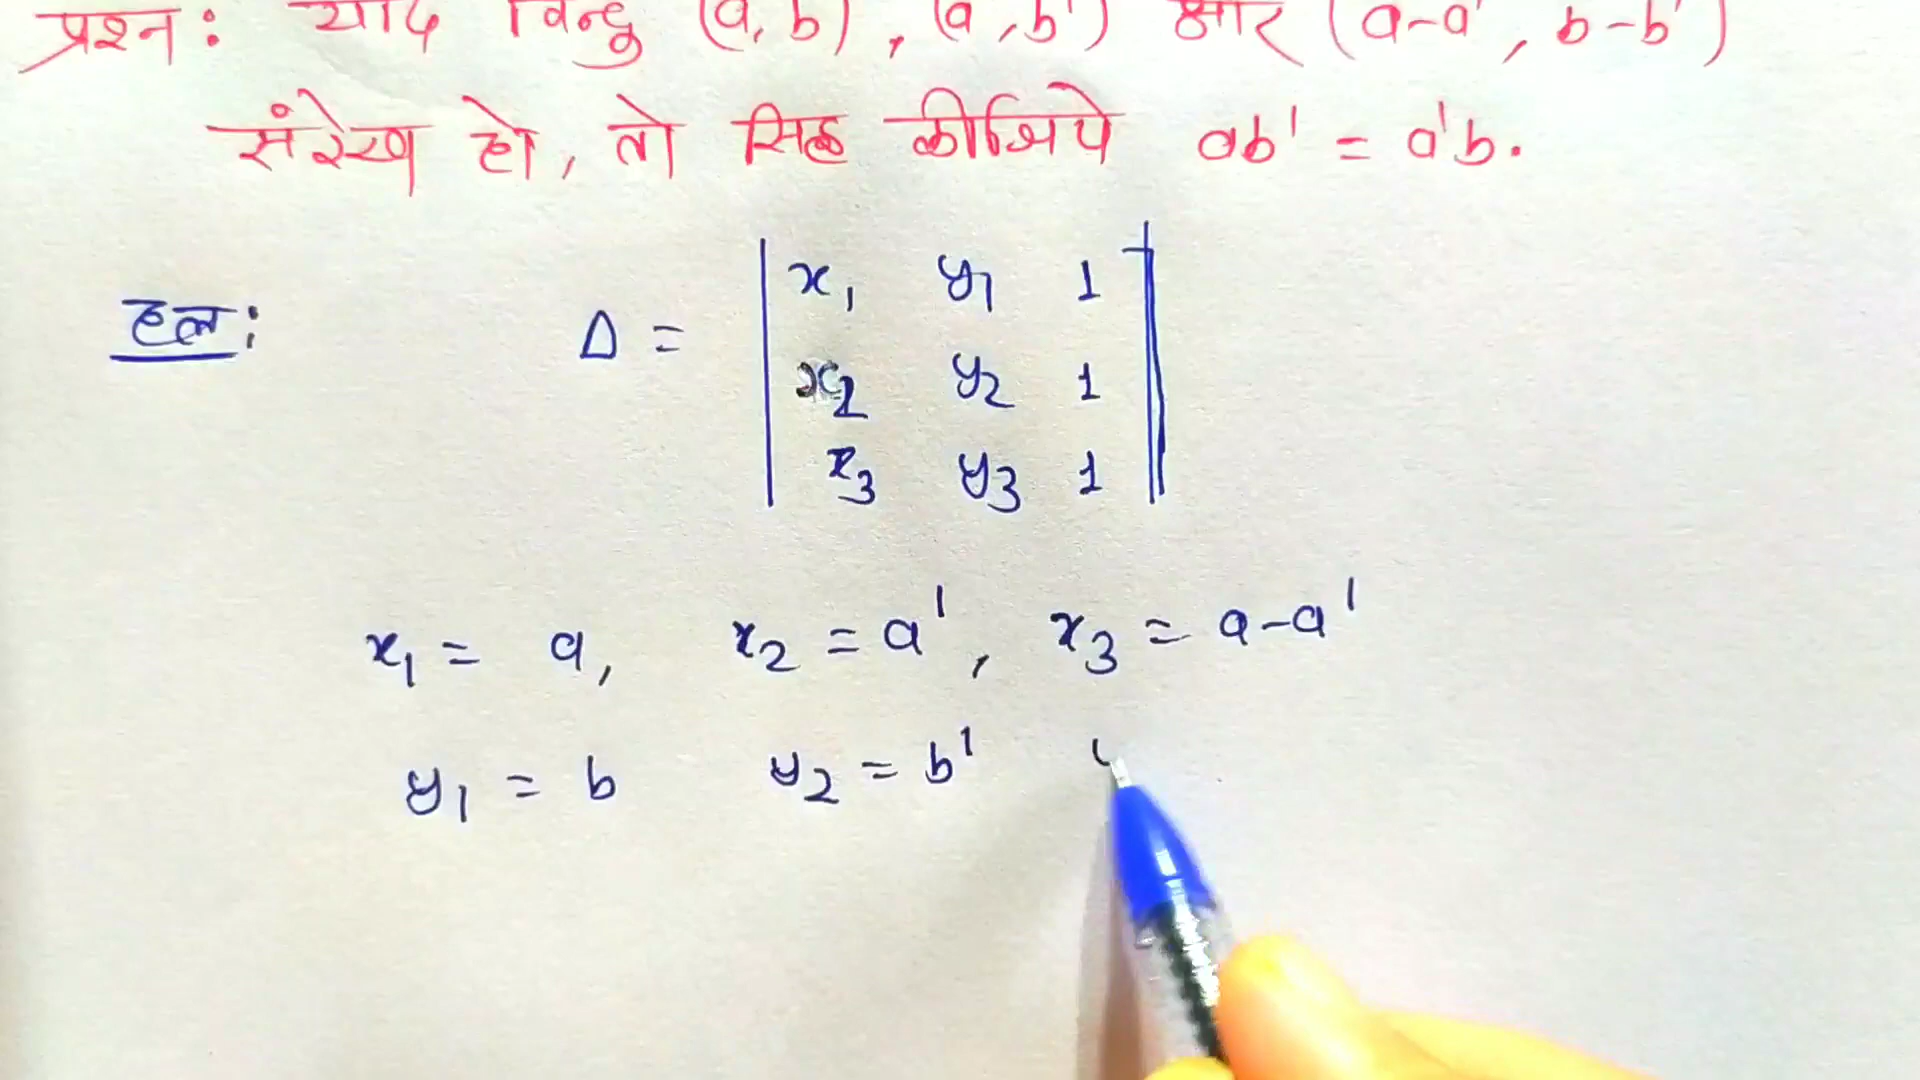 प्रश्न: यदि बिन्दु (a, b), (a', b') और (a-a', b-b')
संरेख हो, तो सिद्ध कीजिये ab' = a'b.
हल: Δ =
x₁ y₁ 1
x₂ y₂ 1
x₃ y₃ 1
x₁ = a, x₂ = a', x₃ = a-a'
y₁ = b y₂ = b'